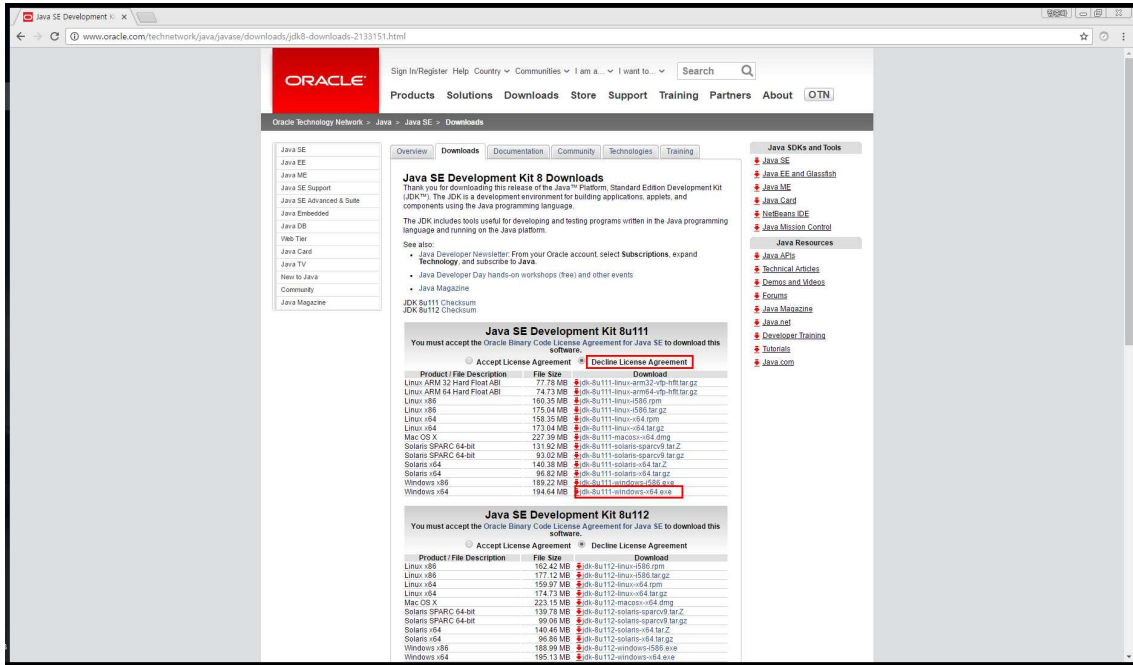 Java SE Development K
www.oracle.com/technetwork/java/javase/downloads/jdk8-downloads-2133151.html
ORACLE
Sign In/Register Help Country Communities I am a... I want to... Search
Products Solutions Downloads Store Support Training Partners About OTN
Oracle Technology Network > Java > Java SE > Downloads
Java SE
Java EE
Java ME
Java SE Support
Java SE Advanced & Suite
Java Embedded
Java DB
Web Tier
Java Card
Java TV
New to Java
Community
Java Magazine
Overview Downloads Documentation Community Technologies Training
Java SE Development Kit 8 Downloads
Thank you for downloading this release of the Java™ Platform, Standard Edition Development Kit
(JDK™). The JDK is a development environment for building applications, applets, and
components using the Java programming language.
The JDK includes tools useful for developing and testing programs written in the Java programming
language and running on the Java platform.
See also:
• Java Developer Newsletter: From your Oracle account, select Subscriptions, expand
Technology, and subscribe to Java.
• Java Developer Day hands-on workshops (free) and other events
• Java Magazine
JDK 8u111 Checksum
JDK 8u112 Checksum
Java SE Development Kit 8u111
You must accept the Oracle Binary Code License Agreement for Java SE to download this
software.
Accept License Agreement Decline License Agreement
Product / File Description File Size Download
Linux ARM 32 Hard Float ABI 77.78 MB jdk-8u111-linux-arm32-vfp-hflt.tar.gz
Linux ARM 64 Hard Float ABI 74.73 MB jdk-8u111-linux-arm64-vfp-hflt.tar.gz
Linux x86 160.35 MB jdk-8u111-linux-i586.rpm
Linux x86 175.04 MB jdk-8u111-linux-i586.tar.gz
Linux x64 158.35 MB jdk-8u111-linux-x64.rpm
Linux x64 173.04 MB jdk-8u111-linux-x64.tar.gz
Mac OS X 227.39 MB jdk-8u111-macosx-x64.dmg
Solaris SPARC 64-bit 131.92 MB jdk-8u111-solaris-sparcv9.tar.Z
Solaris SPARC 64-bit 93.02 MB jdk-8u111-solaris-sparcv9.tar.gz
Solaris x64 140.38 MB jdk-8u111-solaris-x64.tar.Z
Solaris x64 96.82 MB jdk-8u111-solaris-x64.tar.gz
Windows x86 189.22 MB jdk-8u111-windows-i586.exe
Windows x64 194.64 MB jdk-8u111-windows-x64.exe
Java SE Development Kit 8u112
You must accept the Oracle Binary Code License Agreement for Java SE to download this
software.
Accept License Agreement Decline License Agreement
Product / File Description File Size Download
Linux x86 162.42 MB jdk-8u112-linux-i586.rpm
Linux x86 177.12 MB jdk-8u112-linux-i586.tar.gz
Linux x64 159.97 MB jdk-8u112-linux-x64.rpm
Linux x64 174.73 MB jdk-8u112-linux-x64.tar.gz
Mac OS X 223.15 MB jdk-8u112-macosx-x64.dmg
Solaris SPARC 64-bit 139.78 MB jdk-8u112-solaris-sparcv9.tar.Z
Solaris SPARC 64-bit 99.06 MB jdk-8u112-solaris-sparcv9.tar.gz
Solaris x64 140.46 MB jdk-8u112-solaris-x64.tar.Z
Solaris x64 96.86 MB jdk-8u112-solaris-x64.tar.gz
Windows x86 188.99 MB jdk-8u112-windows-i586.exe
Windows x64 195.13 MB jdk-8u112-windows-x64.exe
Java SDKs and Tools
Java SE
Java EE and Glassfish
Java ME
Java Card
NetBeans IDE
Java Mission Control
Java Resources
Java APIs
Technical Articles
Demos and Videos
Forums
Java Magazine
Java.net
Developer Training
Tutorials
Java.com